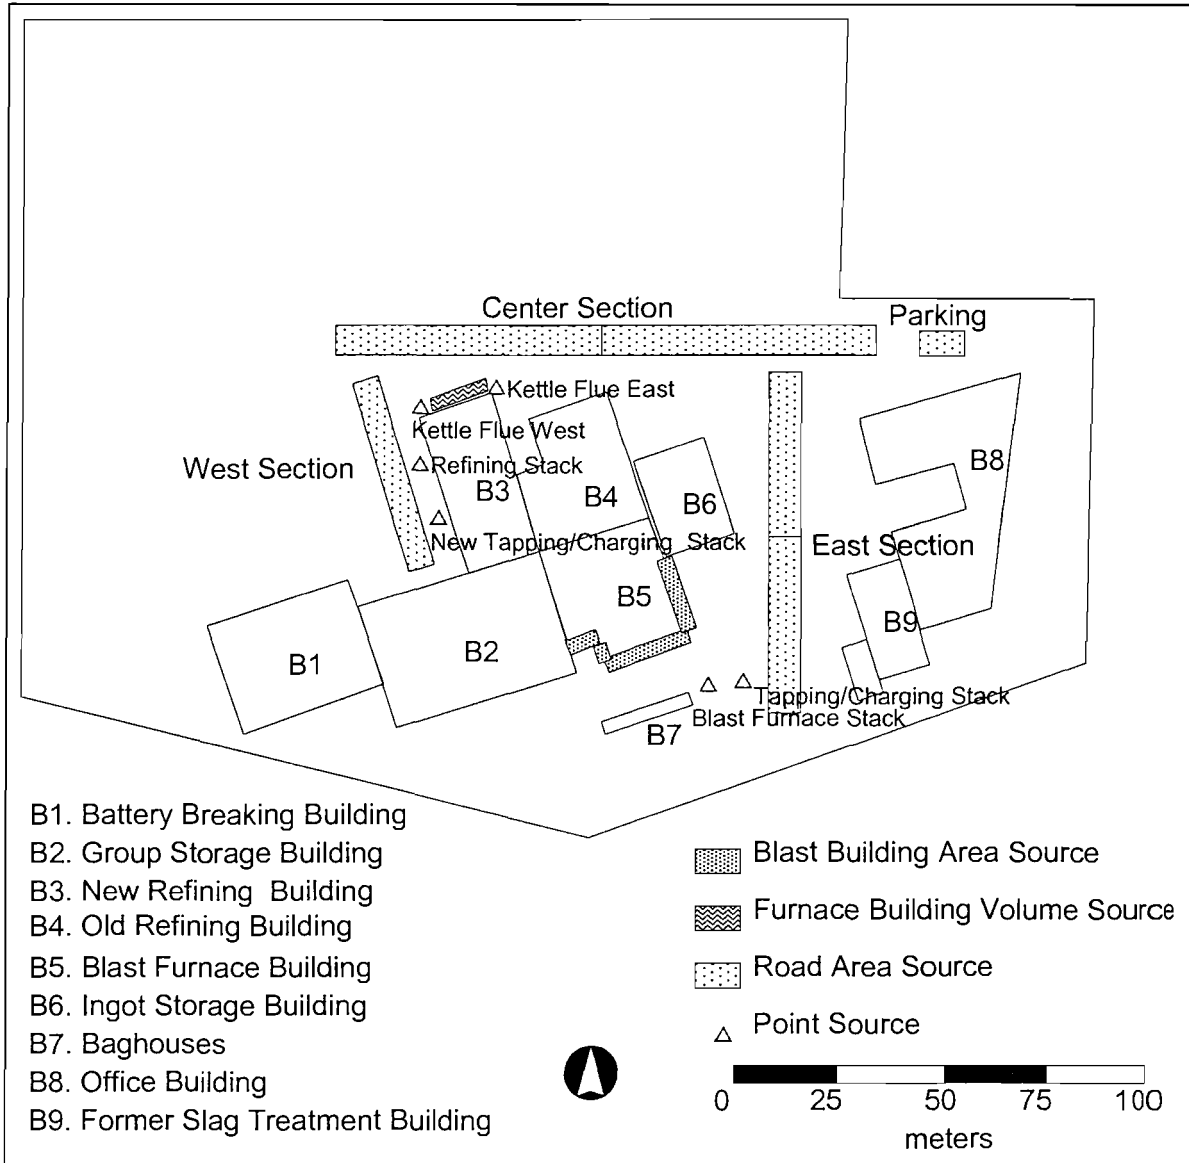 Center Section
Parking
Kettle Flue East
Kettle Flue West
West Section
Refining Stack
B3
B4
B6
B8
New Tapping/Charging Stack
East Section
B5
B9
B1
B2
Tapping/Charging Stack
Blast Furnace Stack
B7
B1. Battery Breaking Building
B2. Group Storage Building
B3. New Refining Building
B4. Old Refining Building
B5. Blast Furnace Building
B6. Ingot Storage Building
B7. Baghouses
B8. Office Building
B9. Former Slag Treatment Building
Blast Building Area Source
Furnace Building Volume Source
Road Area Source
Point Source
0 25 50 75 100
meters